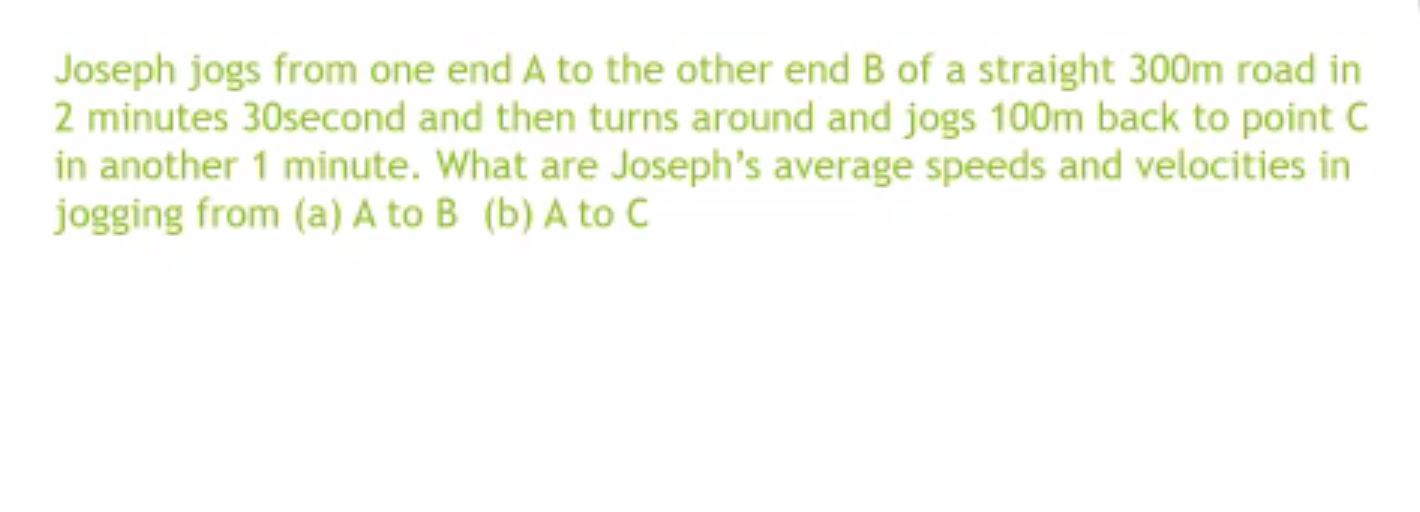 Joseph jogs from one end A to the other end B of a straight 300m road in
2 minutes 30second and then turns around and jogs 100m back to point C
in another 1 minute. What are Joseph’s average speeds and velocities in
jogging from (a) A to B (b) A to C